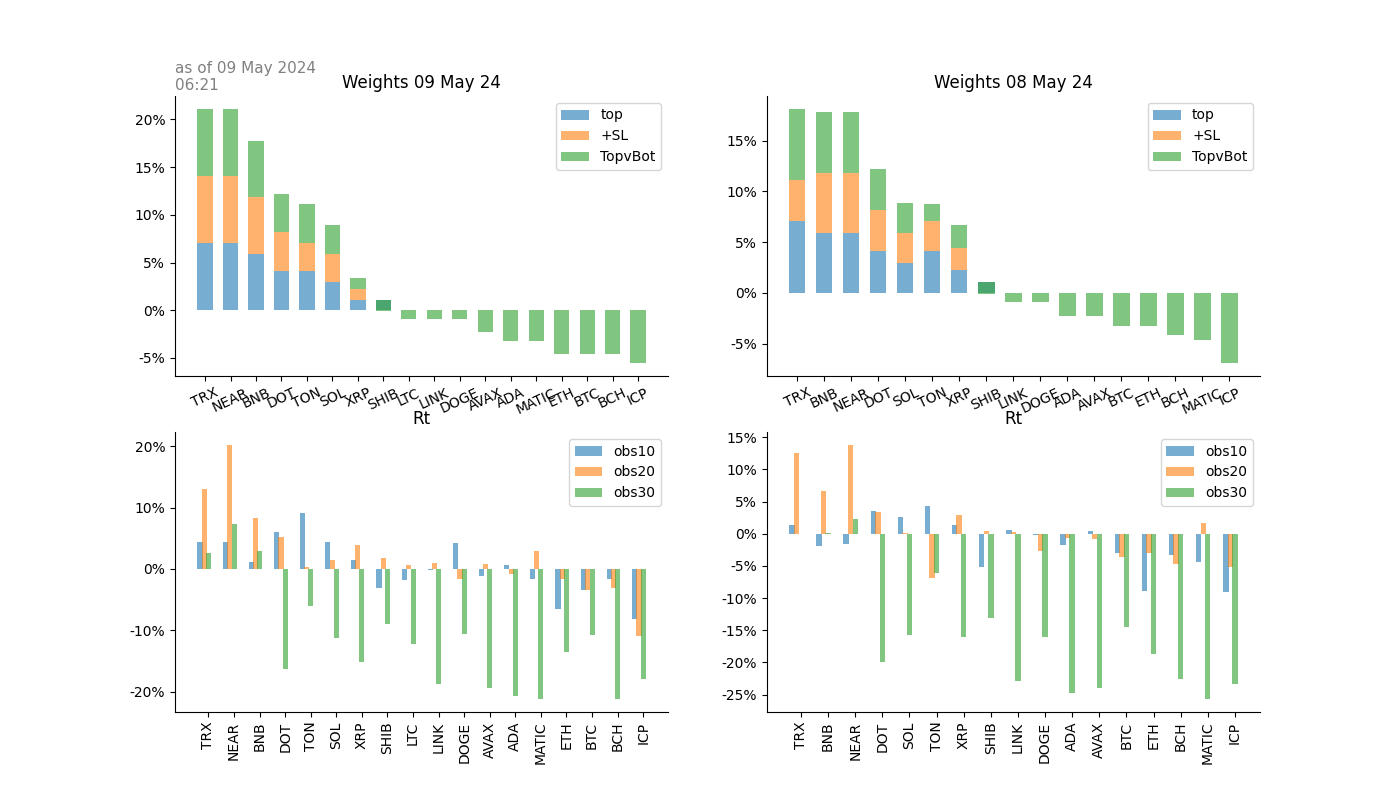 as of 09 May 2024
06:21
Weights 09 May 24
20%
15%
10%
5%
0%
-5%
top
+SL
TopvBot
TRX NEAR BNB DOT TON SOL XRP SHIB LTC LINK DOGE AVAX ADA MATIC ETH BTC BCH ICP
Weights 08 May 24
15%
10%
5%
0%
-5%
top
+SL
TopvBot
TRX BNB NEAR DOT SOL TON XRP SHIB LINK DOGE ADA AVAX BTC ETH BCH MATIC ICP
Rt
20%
10%
0%
-10%
-20%
obs10
obs20
obs30
TRX NEAR BNB DOT TON SOL XRP SHIB LTC LINK DOGE AVAX ADA MATIC ETH BTC BCH ICP
Rt
15%
10%
5%
0%
-5%
-10%
-15%
-20%
-25%
obs10
obs20
obs30
TRX BNB NEAR DOT SOL TON XRP SHIB LINK DOGE ADA AVAX BTC ETH BCH MATIC ICP